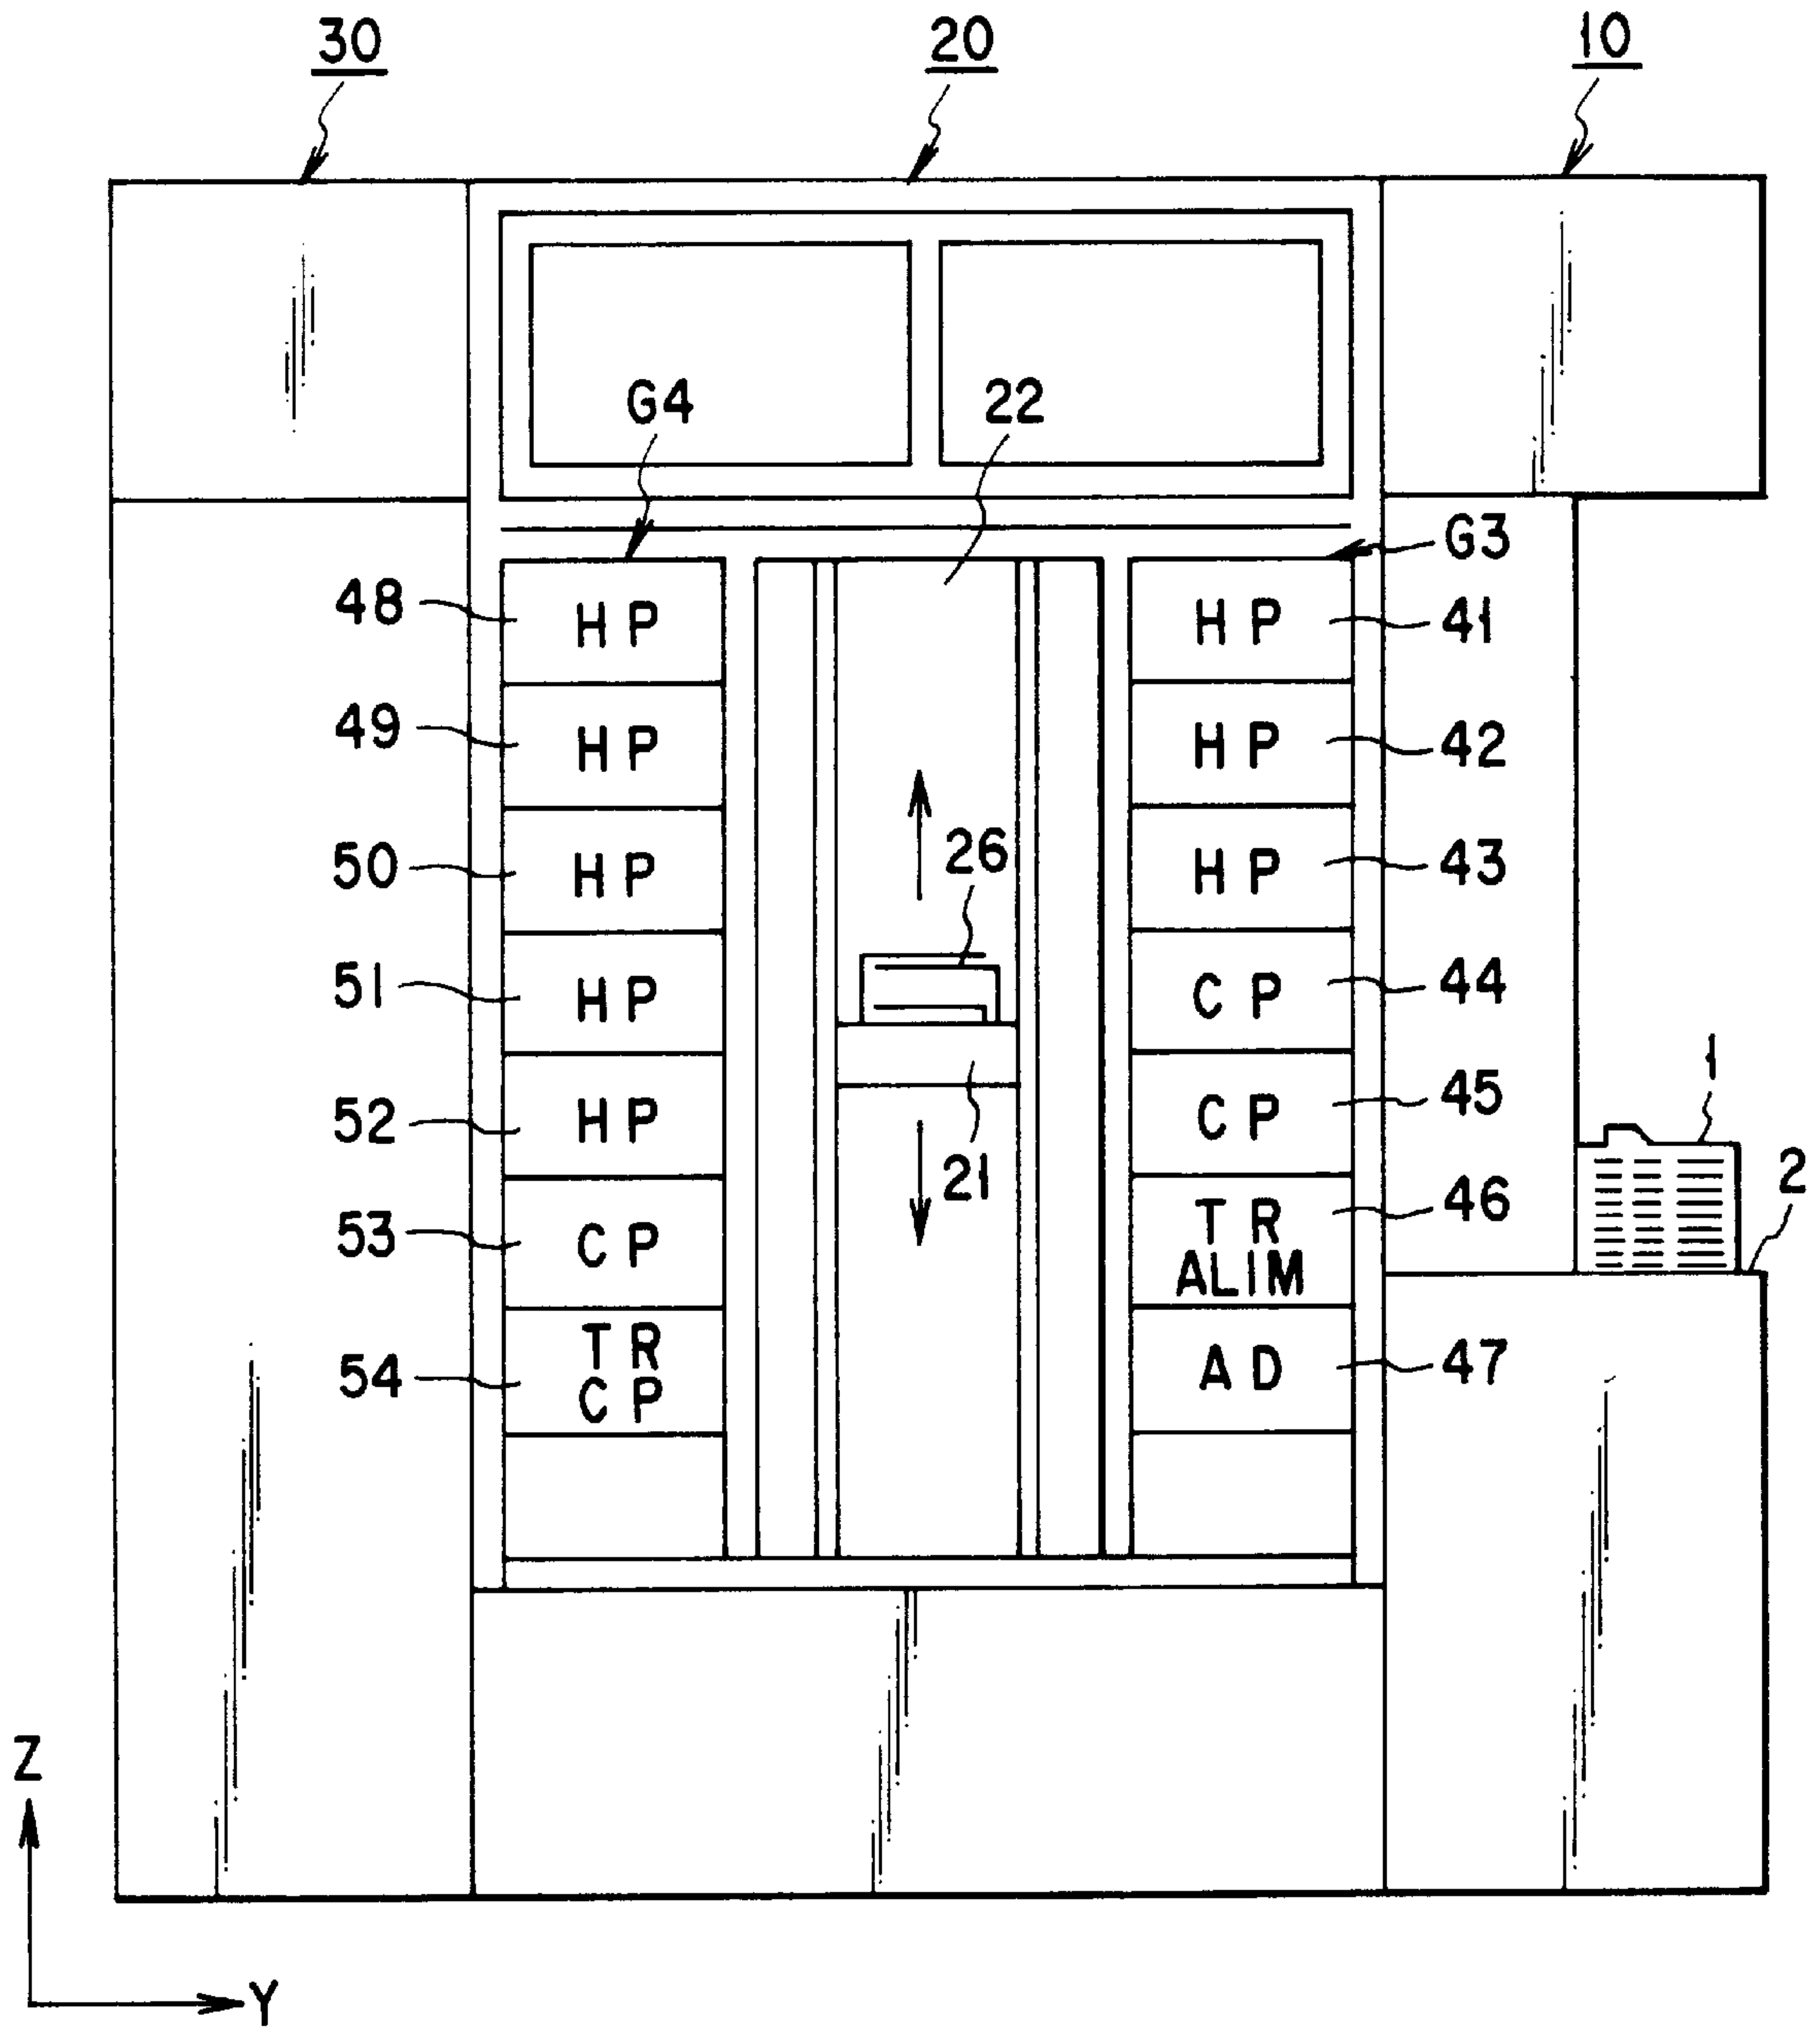 30 20 10
G4 22
G3
48 HP HP 41
49 HP HP 42
50 HP 26 HP 43
51 HP CP 44
1
52 HP CP 45
21 2
53 CP TR 46
ALIM
54 TR AD 47
CP
Z
Y